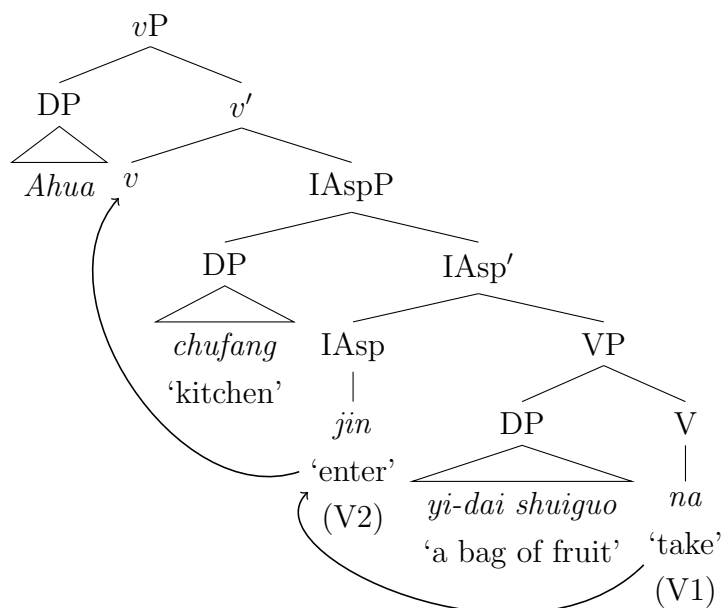 vP
DP
v′
Ahua
v
IAspP
DP
IAsp′
chufang
'kitchen'
IAsp
VP
jin
'enter'
(V2)
DP
V
yi-dai shuiguo
'a bag of fruit'
na
'take'
(V1)